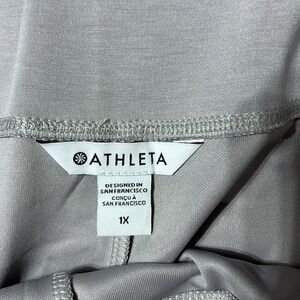 ATHLETA
DESIGNED IN
SAN FRANCISCO
CONÇU À
SAN FRANCISCO
1X